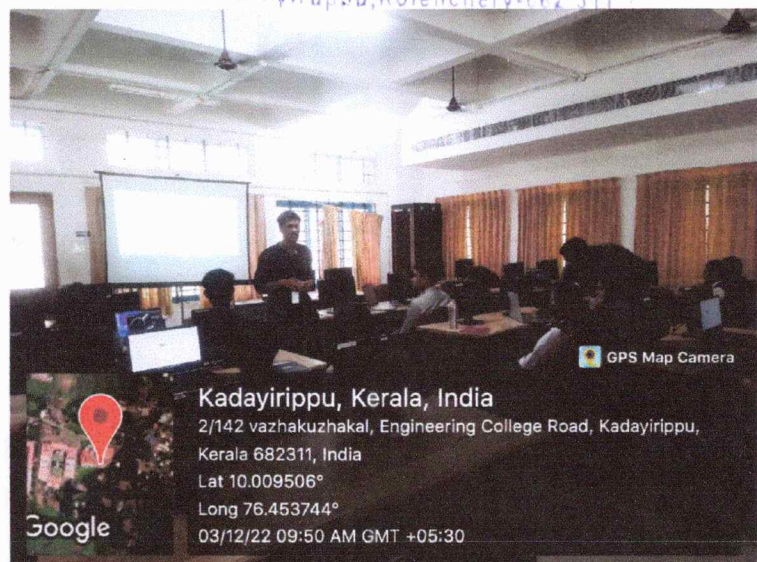 GPS Map Camera
Kadayirippu, Kerala, India
2/142 vazhakuzhakal, Engineering College Road, Kadayirippu,
Kerala 682311, India
Lat 10.009506°
Long 76.453744°
03/12/22 09:50 AM GMT +05:30
Google